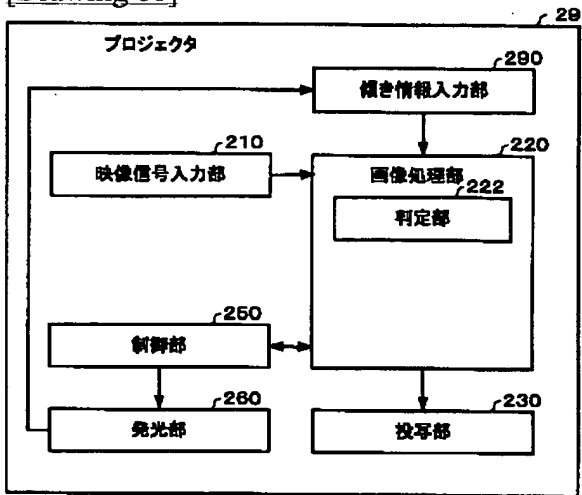 29
プロジェクタ
290
傾き情報入力部
210
映像信号入力部
220
画像処理部
222
判定部
250
制御部
260
発光部
230
投写部